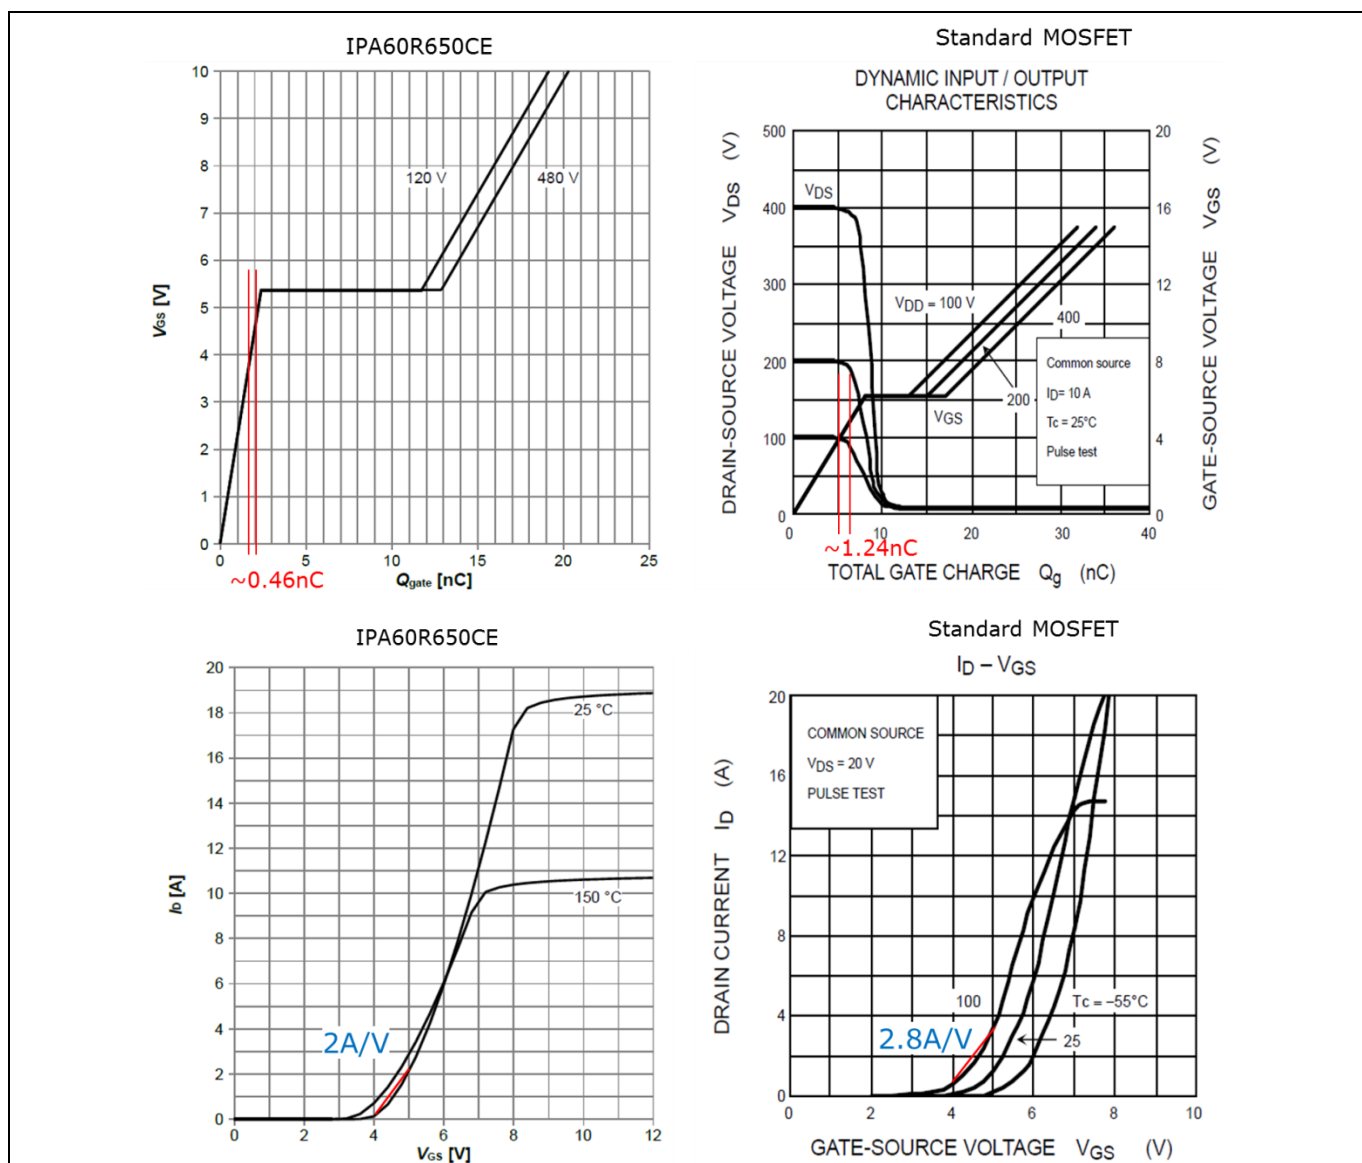 IPA60R650CE
10
9
8
7
6
5
4
3
2
1
0
VGS [V]
120 V
480 V
0
5
10
15
20
25
~0.46nC
Qgate [nC]
Standard MOSFET
DYNAMIC INPUT / OUTPUT
CHARACTERISTICS
500
400
300
200
100
0
DRAIN-SOURCE VOLTAGE VDS (V)
20
16
12
8
4
0
GATE-SOURCE VOLTAGE VGS (V)
VDS
VDD = 100 V
400
200
VGS
Common source
ID= 10 A
Tc = 25°C
Pulse test
0
10
20
30
40
~1.24nC
TOTAL GATE CHARGE Qg (nC)
IPA60R650CE
20
18
16
14
12
10
8
6
4
2
0
ID [A]
25 °C
150 °C
2A/V
0
2
4
6
8
10
12
VGS [V]
Standard MOSFET
ID – VGS
20
16
12
8
4
0
DRAIN CURRENT ID (A)
COMMON SOURCE
VDS = 20 V
PULSE TEST
100
Tc = –55°C
25
2.8A/V
0
2
4
6
8
10
GATE-SOURCE VOLTAGE VGS (V)